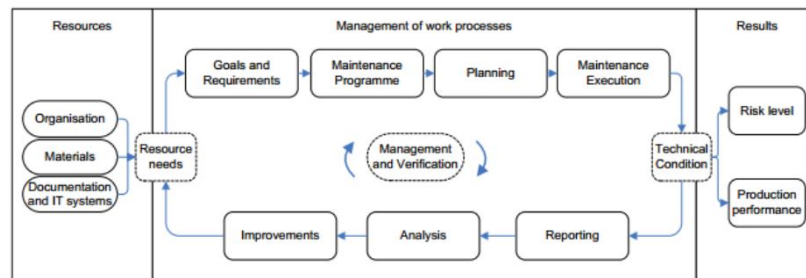 Resources
Management of work processes
Results
Goals and
Requirements
Maintenance
Programme
Planning
Maintenance
Execution
Organisation
Materials
Documentation
and IT systems
Resource
needs
Management
and Verification
Technical
Condition
Risk level
Production
performance
Improvements
Analysis
Reporting